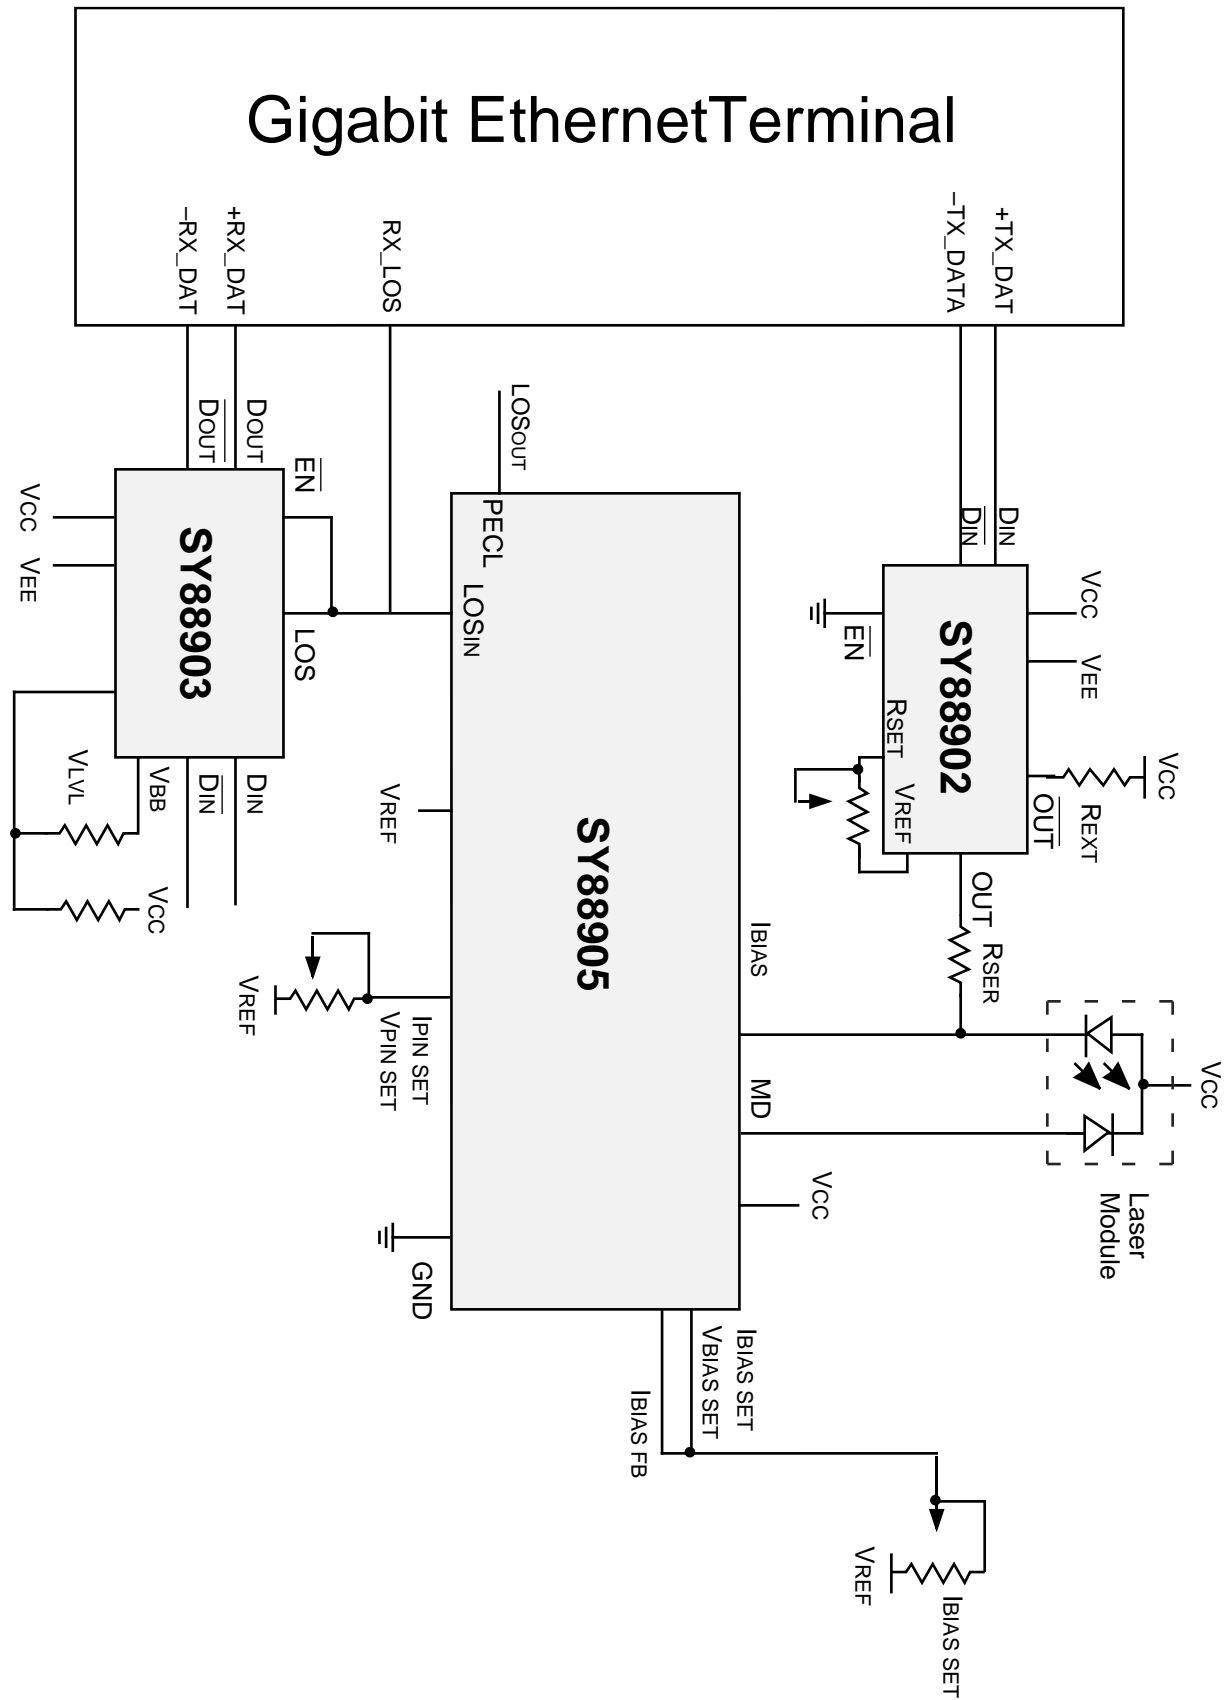 Gigabit EthernetTerminal
–RX_DAT
+RX_DAT
RX_LOS
–TX_DATA
+TX_DAT
DOUT
DOUT
EN
LOSOUT
PECL
LOSIN
DIN
DIN
VCC
VEE
EN
SY88902
RSET
VREF
OUT
REXT
VCC
OUT
RSER
VCC
VEE
SY88903
LOS
VLVL
VBB
DIN
DIN
VCC
VREF
SY88905
IBIAS
VREF
IPIN SET
VPIN SET
MD
VCC
Laser
Module
VCC
GND
IBIAS SET
VBIAS SET
IBIAS FB
VREF
IBIAS SET